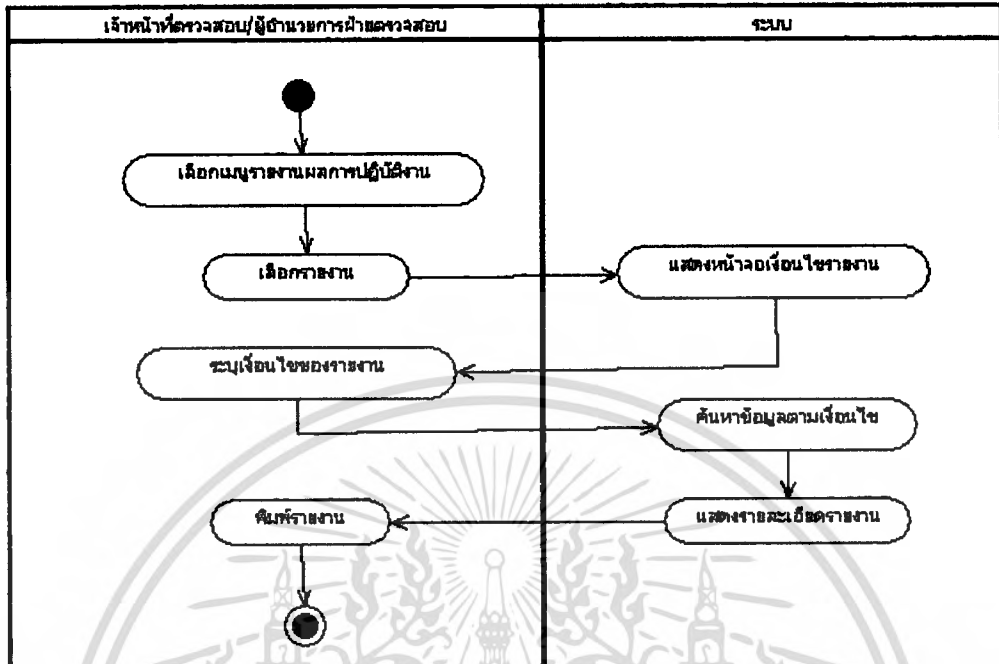 เจ้าหน้าที่ตรวจสอบ/ผู้อำนวยการฝ่ายตรวจสอบ
ระบบ
เลือกเมนูรายงานผลการปฏิบัติงาน
เลือกรายงาน
แสดงหน้าจอเงื่อนไขรายงาน
ระบุเงื่อนไขของรายงาน
ค้นหาข้อมูลตามเงื่อนไข
แสดงรายละเอียดรายงาน
พิมพ์รายงาน